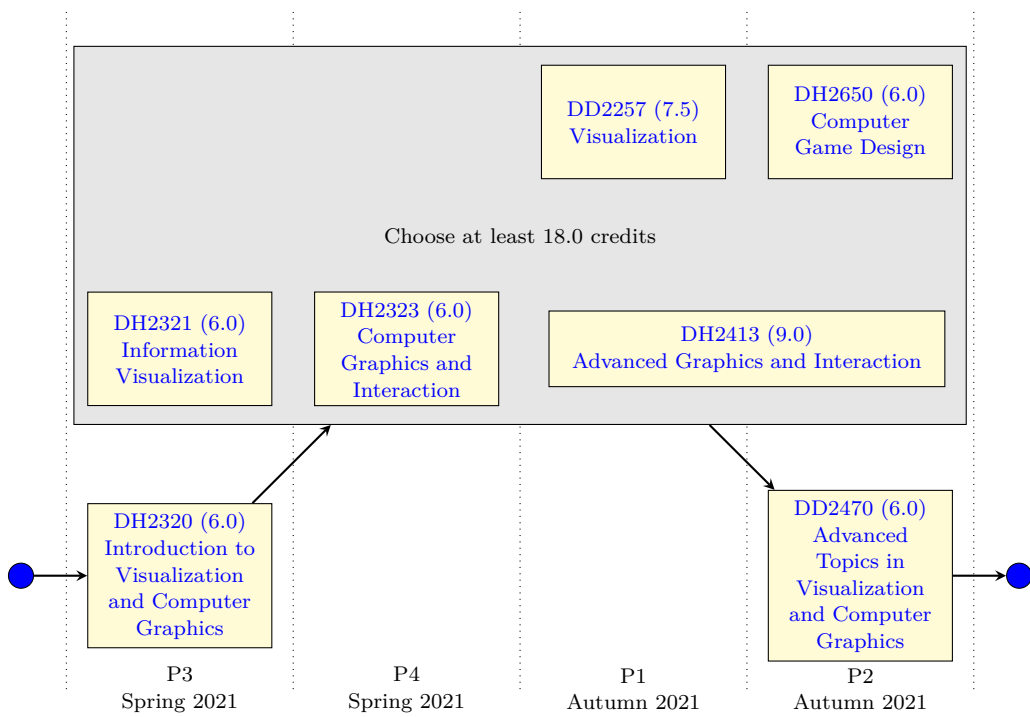 DD2257 (7.5)
Visualization
DH2650 (6.0)
Computer
Game Design
Choose at least 18.0 credits
DH2321 (6.0)
Information
Visualization
DH2323 (6.0)
Computer
Graphics and
Interaction
DH2413 (9.0)
Advanced Graphics and Interaction
DH2320 (6.0)
Introduction to
Visualization
and Computer
Graphics
DD2470 (6.0)
Advanced
Topics in
Visualization
and Computer
Graphics
P3
Spring 2021
P4
Spring 2021
P1
Autumn 2021
P2
Autumn 2021